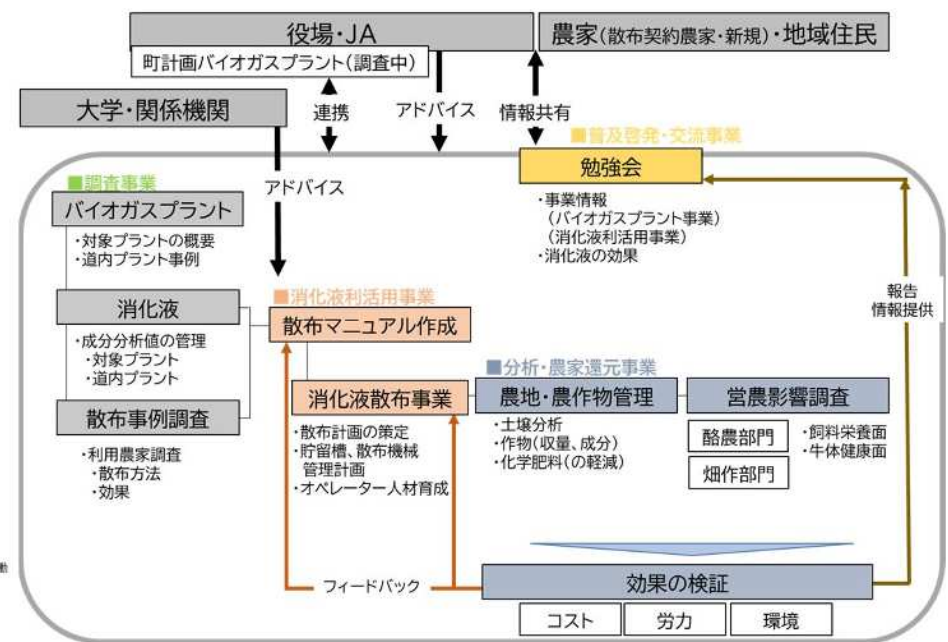 役場・JA
農家(散布契約農家・新規)・地域住民
町計画バイオガスプラント(調査中)
大学・関係機関
連携
アドバイス
情報共有
アドバイス
■普及啓発・交流事業
勉強会
・事業情報
(バイオガスプラント事業)
(消化液利活用事業)
・消化液の効果
■調査事業
バイオガスプラント
・対象プラントの概要
・道内プラント事例
消化液
・成分分析値の管理
・対象プラント
・道内プラント
散布事例調査
・利用農家調査
・散布方法
・効果
■消化液利活用事業
散布マニュアル作成
消化液散布事業
・散布計画の策定
・貯留槽、散布機械
管理計画
・オペレーター人材育成
■分析・農家還元事業
農地・農作物管理
・土壌分析
・作物(収量、成分)
・化学肥料(の軽減)
営農影響調査
酪農部門
畑作部門
・飼料栄養面
・牛体健康面
報告
情報提供
動
フィードバック
効果の検証
コスト
労力
環境